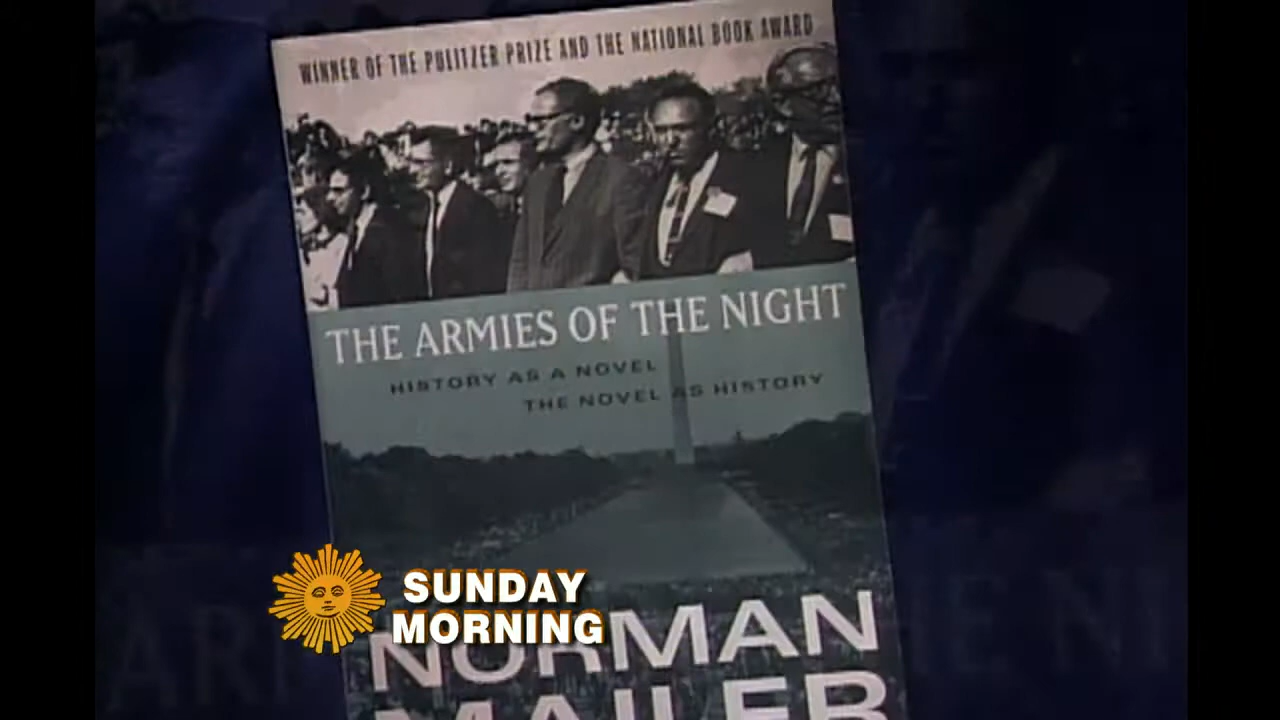 WINNER OF THE PULITZER PRIZE AND THE NATIONAL BOOK AWARD
THE ARMIES OF THE NIGHT
HISTORY AS A NOVEL
THE NOVEL AS HISTORY
SUNDAY
MORNING
NORMAN
MAILER